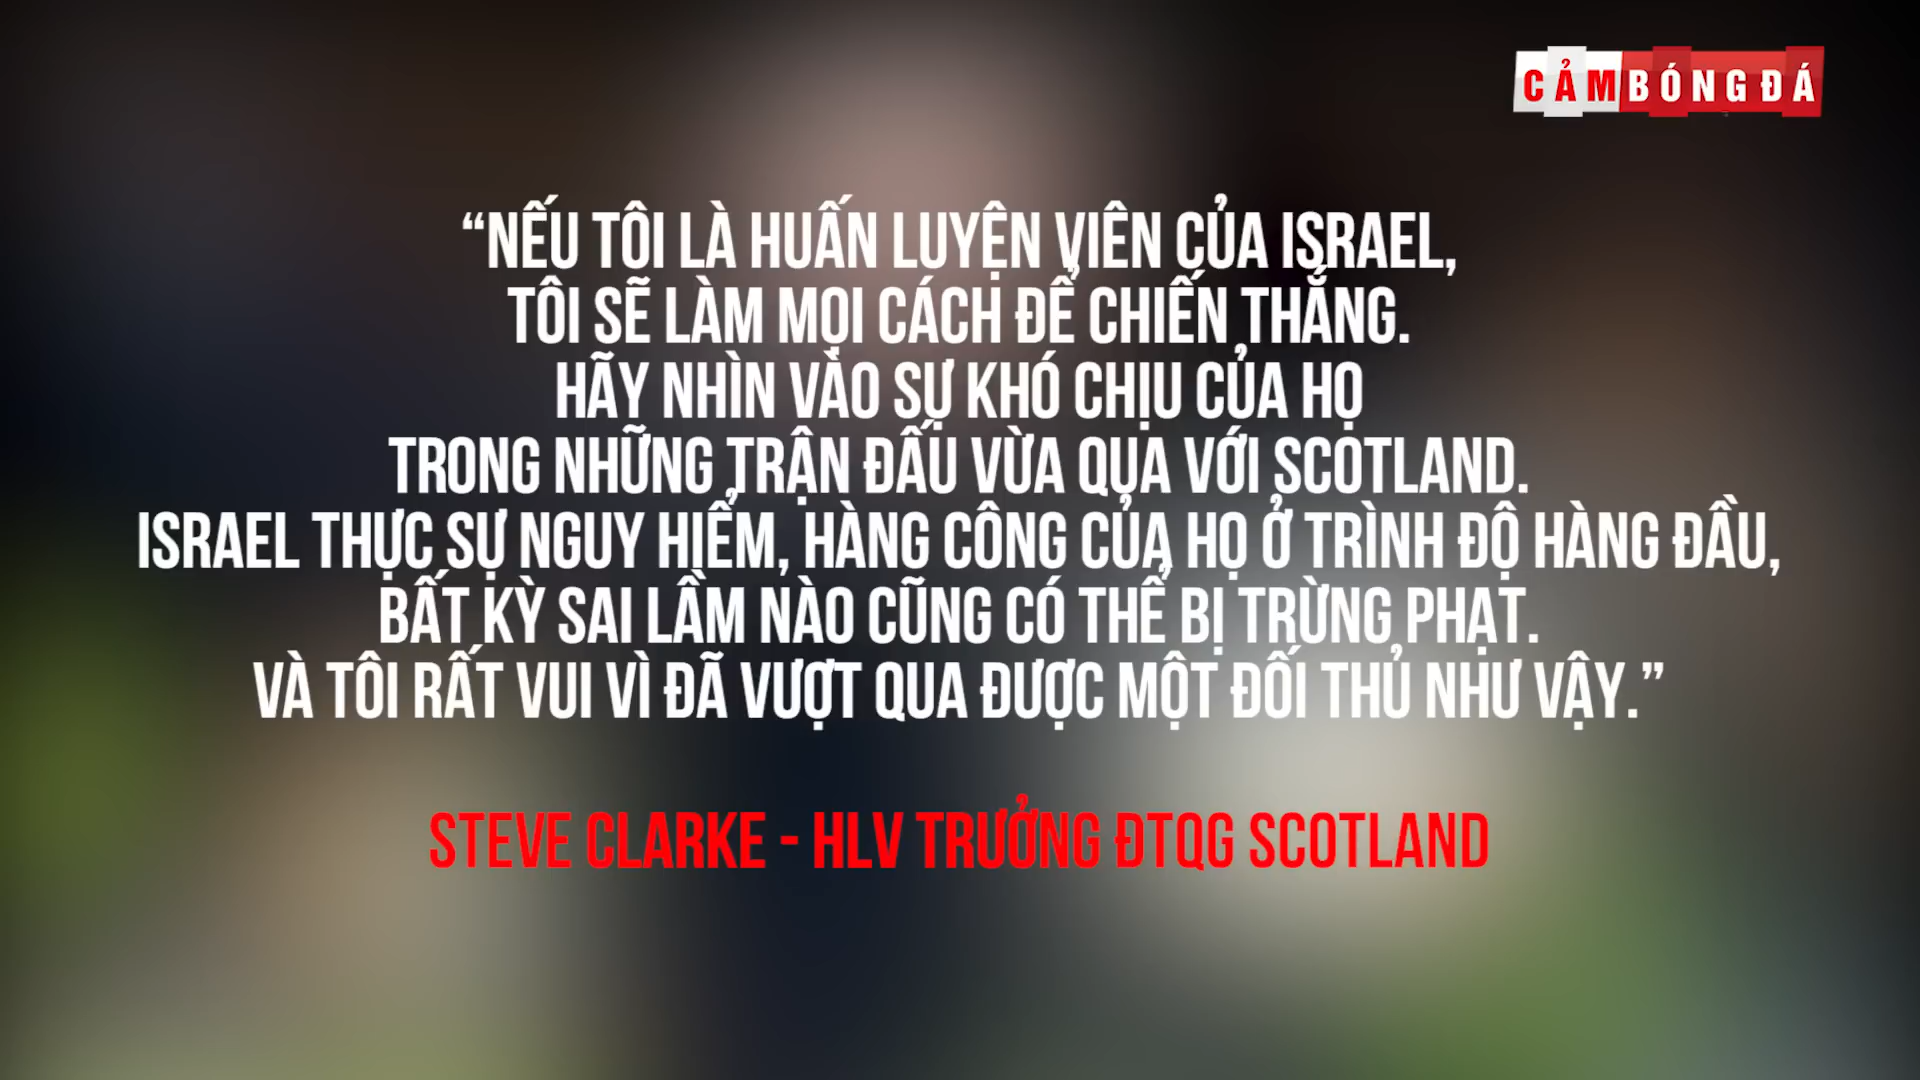 CẢMBÓNGĐÁ
“NẾU TÔI LÀ HUẤN LUYỆN VIÊN CỦA ISRAEL,
TÔI SẼ LÀM MỌI CÁCH ĐỂ CHIẾN THẮNG.
HÃY NHÌN VÀO SỰ KHÓ CHỊU CỦA HỌ
TRONG NHỮNG TRẬN ĐẤU VỪA QUA VỚI SCOTLAND.
ISRAEL THỰC SỰ NGUY HIỂM, HÀNG CÔNG CỦA HỌ Ở TRÌNH ĐỘ HÀNG ĐẦU,
BẤT KỲ SAI LẦM NÀO CŨNG CÓ THỂ BỊ TRỪNG PHẠT.
VÀ TÔI RẤT VUI VÌ ĐÃ VƯỢT QUA ĐƯỢC MỘT ĐỐI THỦ NHƯ VẬY.”
STEVE CLARKE - HLV TRƯỞNG ĐTQG SCOTLAND